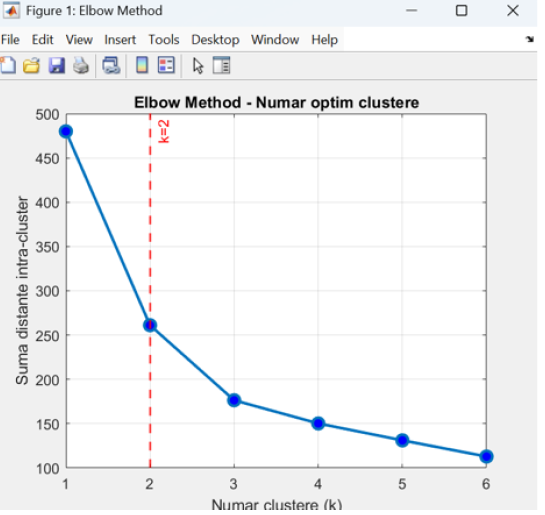 Figure 1: Elbow Method
File Edit View Insert Tools Desktop Window Help
Elbow Method - Numar optim clustere
k=2
Suma distante intra-cluster
500
450
400
350
300
250
200
150
100
1 2 3 4 5 6
Numar clustere (k)